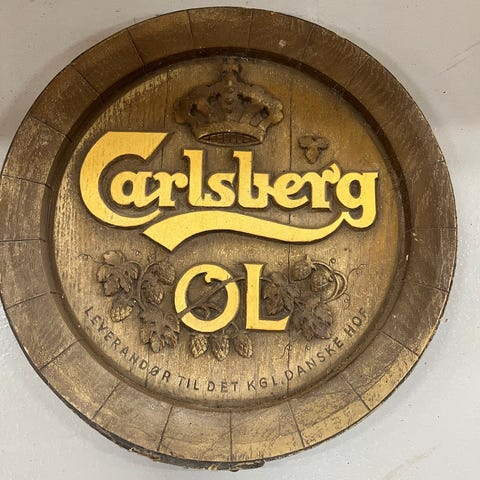 Carlsberg
ØL
LEVERANDØR TIL DET KGL. DANSKE HOF